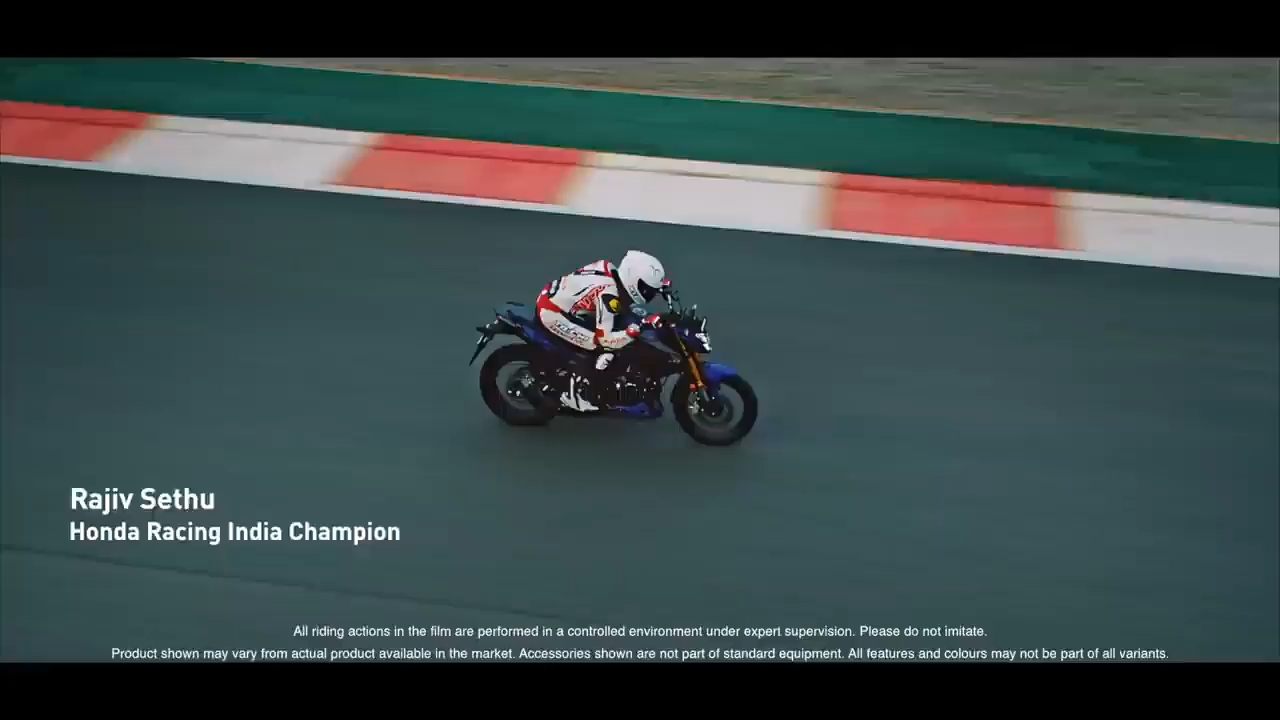 Rajiv Sethu
Honda Racing India Champion
All riding actions in the film are performed in a controlled environment under expert supervision. Please do not imitate.
Product shown may vary from actual product available in the market. Accessories shown are not part of standard equipment. All features and colours may not be part of all variants.